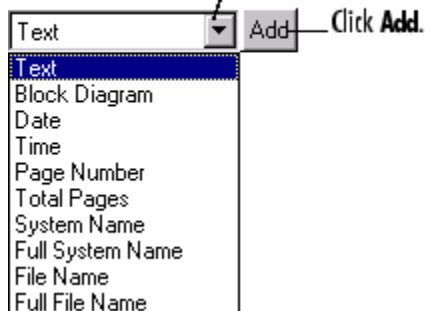 Text Add Click Add.
Text
Block Diagram
Date
Time
Page Number
Total Pages
System Name
Full System Name
File Name
Full File Name